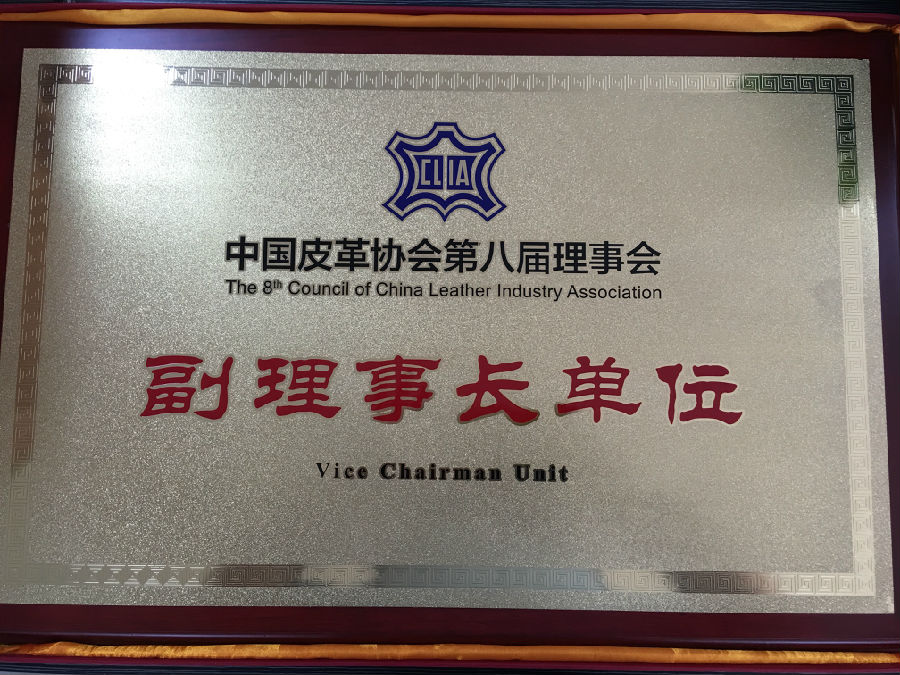 CLIA
中国皮革协会第八届理事会
The 8th Council of China Leather Industry Association
副理事长单位
Vice Chairman Unit